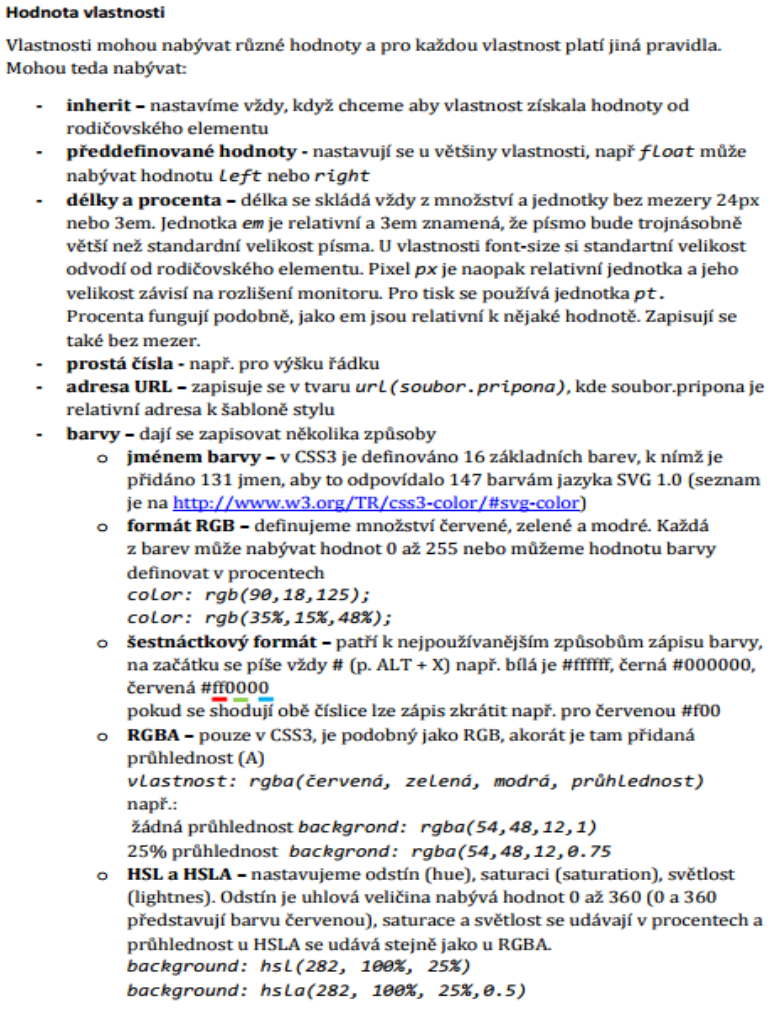 Hodnota vlastnosti
Vlastnosti mohou nabývat různé hodnoty a pro každou vlastnost platí jiná pravidla.
Mohou teda nabývat:
- inherit – nastavíme vždy, když chceme aby vlastnost získala hodnoty od
rodičovského elementu
- předdefinované hodnoty - nastavují se u většiny vlastnosti, např float může
nabývat hodnotu left nebo right
- délky a procenta – délka se skládá vždy z množství a jednotky bez mezery 24px
nebo 3em. Jednotka em je relativní a 3em znamená, že písmo bude trojnásobně
větší než standardní velikost písma. U vlastnosti font-size si standartní velikost
odvodí od rodičovského elementu. Pixel px je naopak relativní jednotka a jeho
velikost závisí na rozlišení monitoru. Pro tisk se používá jednotka pt.
Procenta fungují podobně, jako em jsou relativní k nějaké hodnotě. Zapisují se
také bez mezer.
- prostá čísla - např. pro výšku řádku
- adresa URL – zapisuje se v tvaru url(soubor.pripona), kde soubor.pripona je
relativní adresa k šabloně stylu
- barvy – dají se zapisovat několika způsoby
o jménem barvy – v CSS3 je definováno 16 základních barev, k nímž je
přidáno 131 jmen, aby to odpovídalo 147 barvám jazyka SVG 1.0 (seznam
je na http://www.w3.org/TR/css3-color/#svg-color)
o formát RGB – definujeme množství červené, zelené a modré. Každá
z barev může nabývat hodnot 0 až 255 nebo můžeme hodnotu barvy
definovat v procentech
color: rgb(90,18,125);
color: rgb(35%,15%,48%);
o šestnáctkový formát – patří k nejpoužívanějším způsobům zápisu barvy,
na začátku se píše vždy # (p. ALT + X) např. bílá je #ffffff, černá #000000,
červená #ff0000
pokud se shodují obě číslice lze zápis zkrátit např. pro červenou #f00
o RGBA – pouze v CSS3, je podobný jako RGB, akorát je tam přidaná
průhlednost (A)
vlastnost: rgba(červená, zelená, modrá, průhlednost)
např.:
žádná průhlednost backgrond: rgba(54,48,12,1)
25% průhlednost backgrond: rgba(54,48,12,0.75
o HSL a HSLA – nastavujeme odstín (hue), saturaci (saturation), světlost
(lightnes). Odstín je uhlová veličina nabývá hodnot 0 až 360 (0 a 360
představují barvu červenou), saturace a světlost se udávají v procentech a
průhlednost u HSLA se udává stejně jako u RGBA.
background: hsl(282, 100%, 25%)
background: hsla(282, 100%, 25%,0.5)